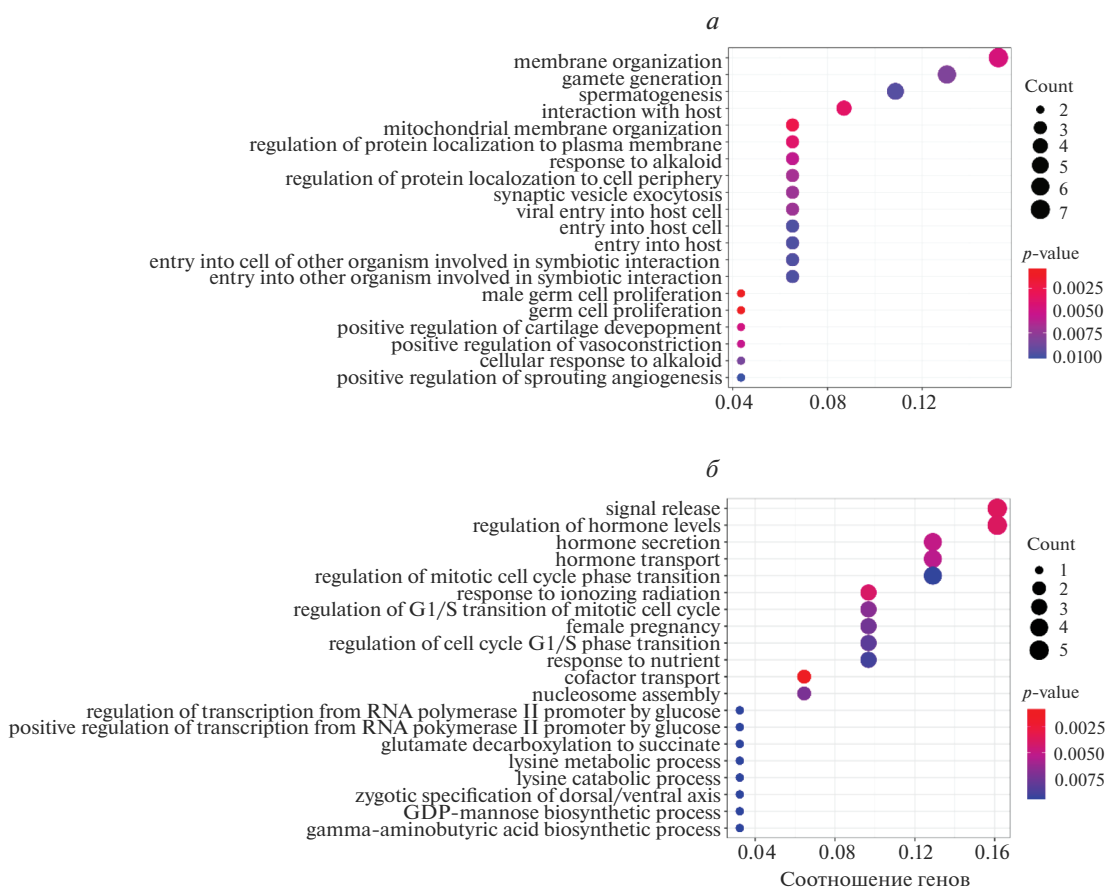 а
membrane organization
gamete generation
spermatogenesis
interaction with host
mitochondrial membrane organization
regulation of protein localization to plasma membrane
response to alkaloid
regulation of protein localozation to cell periphery
synaptic vesicle exocytosis
viral entry into host cell
entry into host cell
entry into host
entry into cell of other organism involved in symbiotic interaction
entry into other organism involved in symbiotic interaction
male germ cell proliferation
germ cell proliferation
positive regulation of cartilage devepopment
positive regulation of vasoconstriction
cellular response to alkaloid
positive regulation of sprouting angiogenesis
0.04 0.08 0.12
Count
2
3
4
5
6
7
p-value
0.0025
0.0050
0.0075
0.0100
б
signal release
regulation of hormone levels
hormone secretion
hormone transport
regulation of mitotic cell cycle phase transition
response to ionizing radiation
regulation of G1/S transition of mitotic cell cycle
female pregnancy
regulation of cell cycle G1/S phase transition
response to nutrient
cofactor transport
nucleosome assembly
regulation of transcription from RNA polymerase II promoter by glucose
positive regulation of transcription from RNA pokymerase II promoter by glucose
glutamate decarboxylation to succinate
lysine metabolic process
lysine catabolic process
zygotic specification of dorsal/ventral axis
GDP-mannose biosynthetic process
gamma-aminobutyric acid biosynthetic process
0.04 0.08 0.12 0.16
Соотношение генов
Count
1
2
3
4
5
p-value
0.0025
0.0050
0.0075